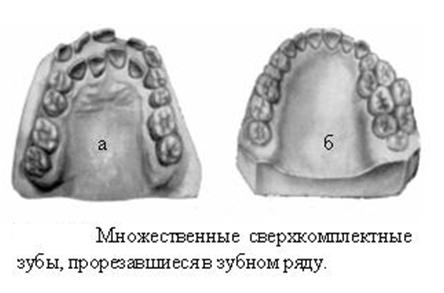 а
б
Множественные сверхкомплектные
зубы, прорезавшиеся в зубном ряду.